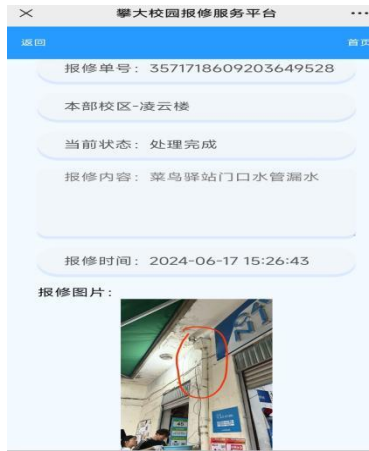 攀大校园报修服务平台
返回 首页
报修单号：3571718609203649528
本部校区-凌云楼
当前状态：处理完成
报修内容：菜鸟驿站门口水管漏水
报修时间：2024-06-17 15:26:43
报修图片：